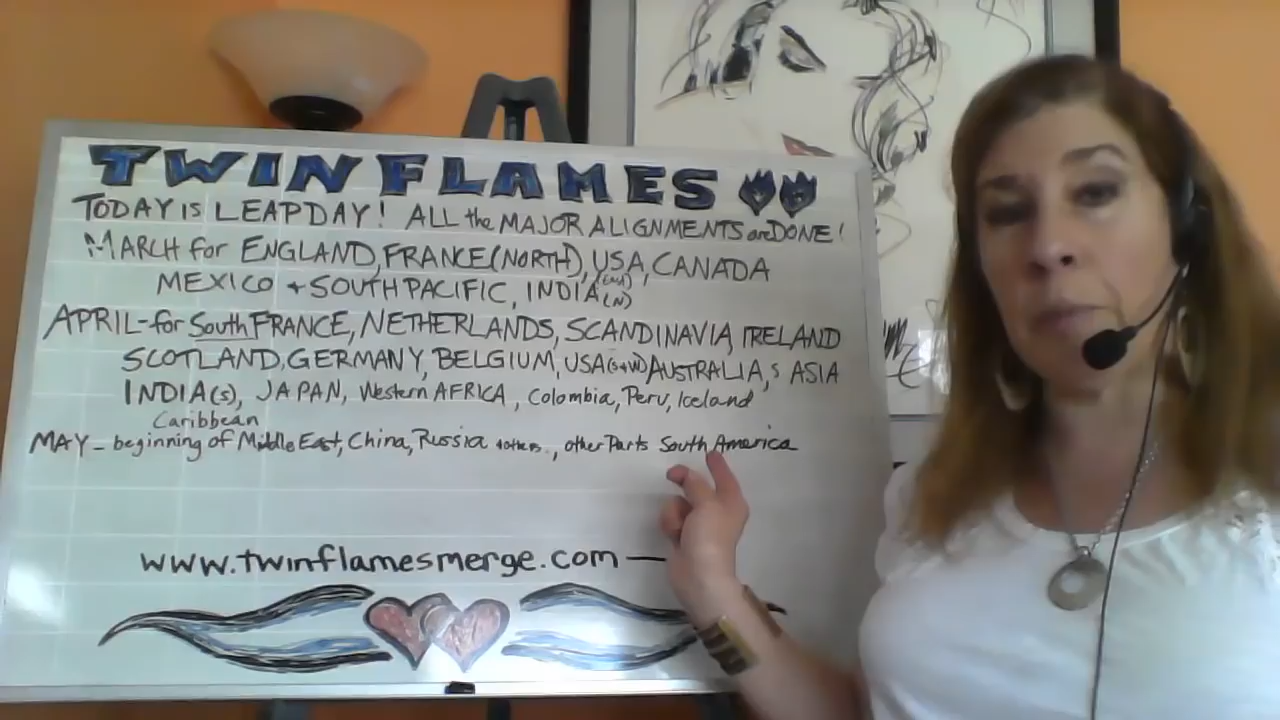 TWIN FLAMES
TODAY IS LEAPDAY! ALL the MAJOR ALIGNMENTS are DONE!
MARCH for ENGLAND, FRANCE (NORTH), USA, CANADA
(East)
MEXICO + SOUTH PACIFIC, INDIA (N)
APRIL - for South FRANCE, NETHERLANDS, SCANDINAVIA, IRELAND
SCOTLAND, GERMANY, BELGIUM, USA (S+W) AUSTRALIA, S ASIA
INDIA (S), JAPAN, Western AFRICA, Colombia, Peru, Iceland
Caribbean
MAY - beginning of Middle East, China, Russia + others., other Parts South America
www.twinflamesmerge.com —